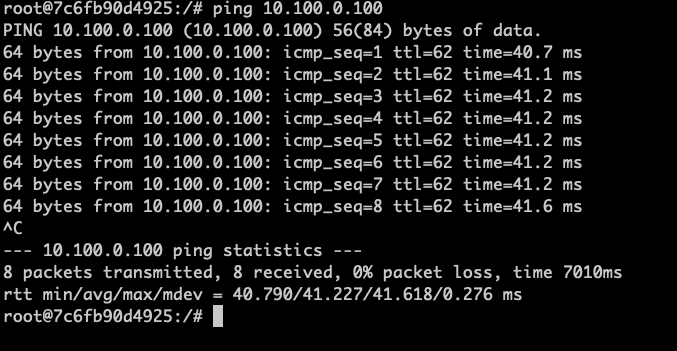 root@7c6fb90d4925:/# ping 10.100.0.100
PING 10.100.0.100 (10.100.0.100) 56(84) bytes of data.
64 bytes from 10.100.0.100: icmp_seq=1 ttl=62 time=40.7 ms
64 bytes from 10.100.0.100: icmp_seq=2 ttl=62 time=41.1 ms
64 bytes from 10.100.0.100: icmp_seq=3 ttl=62 time=41.2 ms
64 bytes from 10.100.0.100: icmp_seq=4 ttl=62 time=41.2 ms
64 bytes from 10.100.0.100: icmp_seq=5 ttl=62 time=41.2 ms
64 bytes from 10.100.0.100: icmp_seq=6 ttl=62 time=41.2 ms
64 bytes from 10.100.0.100: icmp_seq=7 ttl=62 time=41.2 ms
64 bytes from 10.100.0.100: icmp_seq=8 ttl=62 time=41.6 ms
^C
--- 10.100.0.100 ping statistics ---
8 packets transmitted, 8 received, 0% packet loss, time 7010ms
rtt min/avg/max/mdev = 40.790/41.227/41.618/0.276 ms
root@7c6fb90d4925:/#